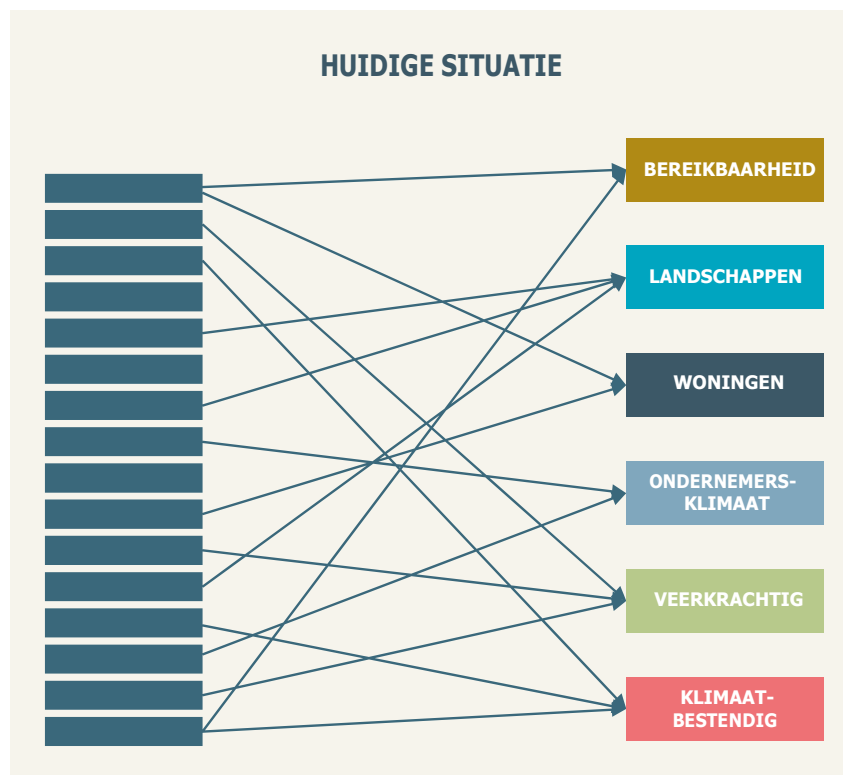 HUIDIGE SITUATIE
BEREIKBAARHEID
LANDSCHAPPEN
WONINGEN
ONDERNEMERS-
KLIMAAT
VEERKRACHTIG
KLIMAAT-
BESTENDIG